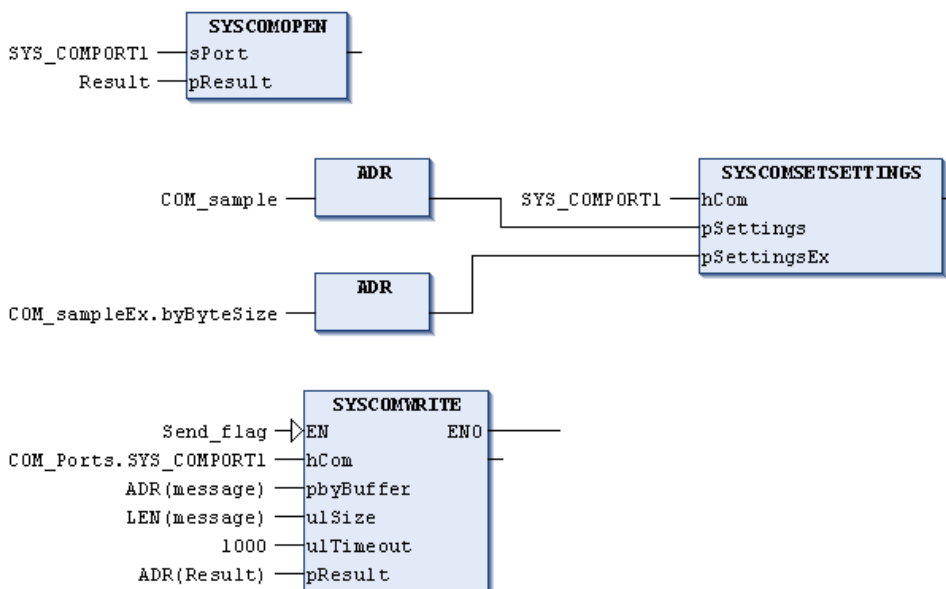 SYSCOMOPEN
SYS_COMPORT1 sPort
Result pResult
ADR
COM_sample
SYSCOMSETSETTINGS
SYS_COMPORT1 hCom
pSettings
pSettingsEx
ADR
COM_sampleEx.byByteSize
SYSCOMWRITE
Send_flag EN ENO
COM_Ports.SYS_COMPORT1 hCom
ADR(message) pbyBuffer
LEN(message) ulSize
1000 ulTimeout
ADR(Result) pResult